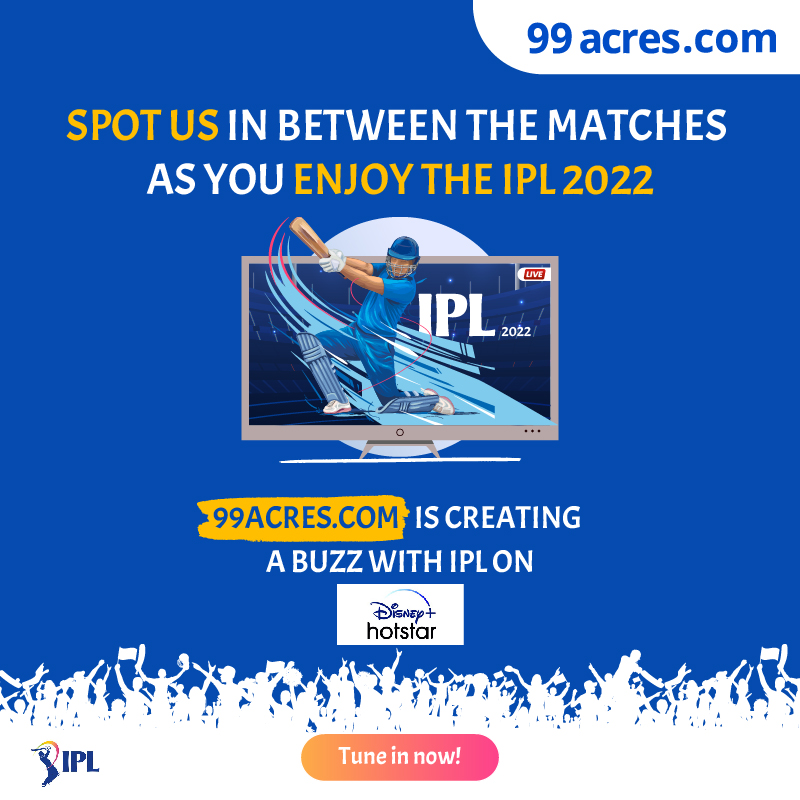 99 acres.com
SPOT US IN BETWEEN THE MATCHES
AS YOU ENJOY THE IPL 2022
LIVE
IPL 2022
99ACRES.COM IS CREATING
A BUZZ WITH IPL ON
Disney+
hotstar
Tune in now!
IPL